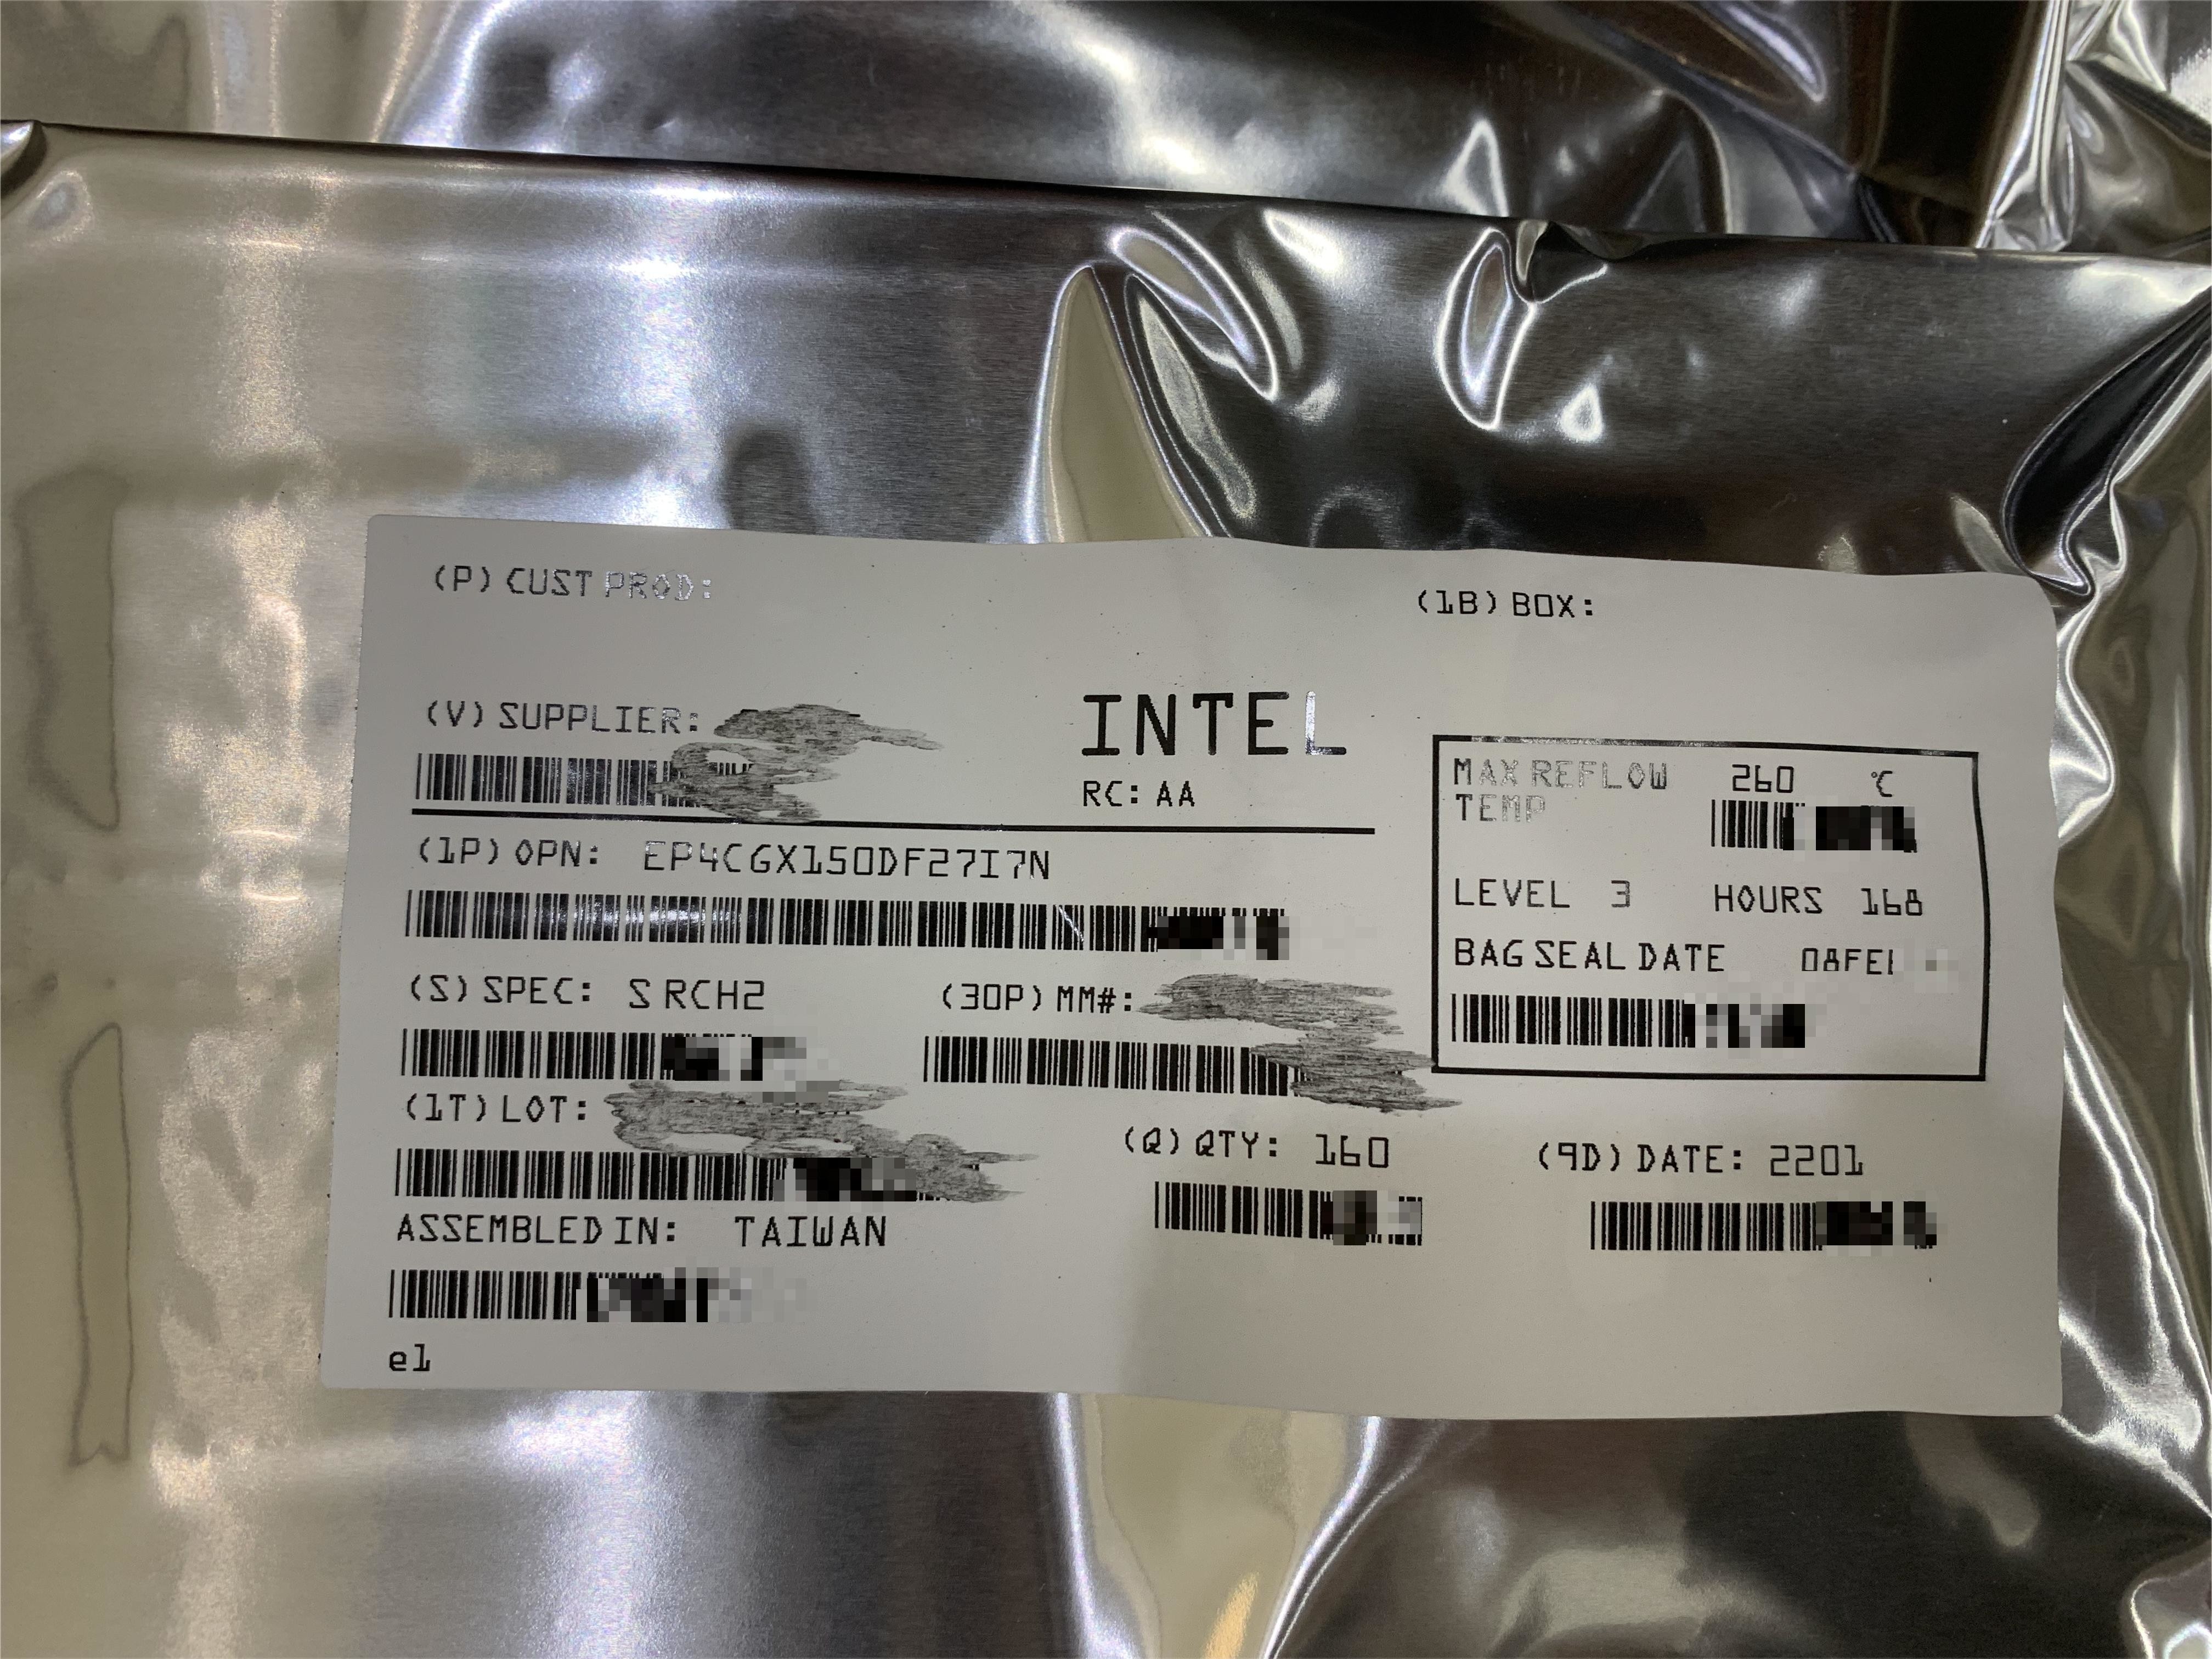 (P) CUST PROD:
(1B) BOX:
(V) SUPPLIER:
INTEL
RC: AA
MAX REFLOW TEMP 260 ℃
(1P) OPN: EP4CGX150DF27I7N
LEVEL 3 HOURS 168
BAG SEAL DATE
(S) SPEC: S RCH2
(30P) MM#:
(1T) LOT:
(Q) QTY: 160
(9D) DATE: 2201
ASSEMBLED IN: TAIWAN
e1